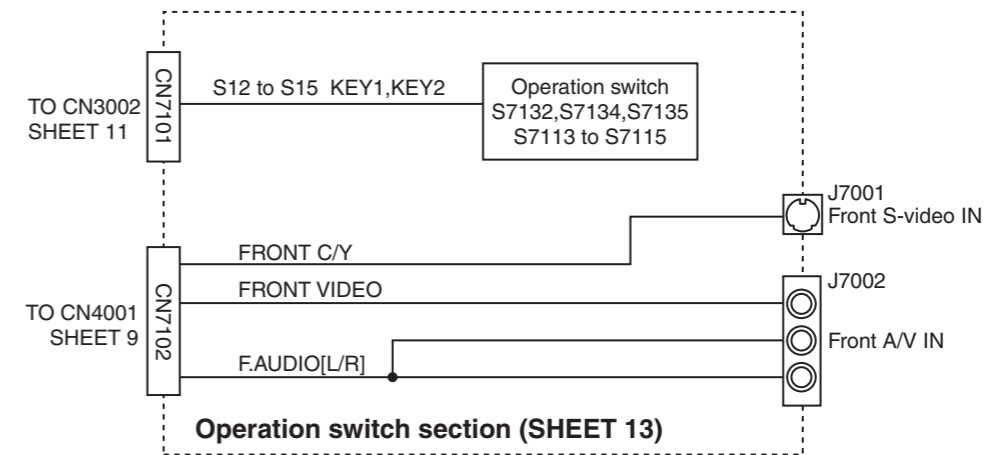 TO CN3002
SHEET 11
CN7101
S12 to S15 KEY1,KEY2
Operation switch
S7132,S7134,S7135
S7113 to S7115
J7001
Front S-video IN
TO CN4001
SHEET 9
CN7102
FRONT C/Y
FRONT VIDEO
F.AUDIO[L/R]
J7002
Front A/V IN
Operation switch section (SHEET 13)